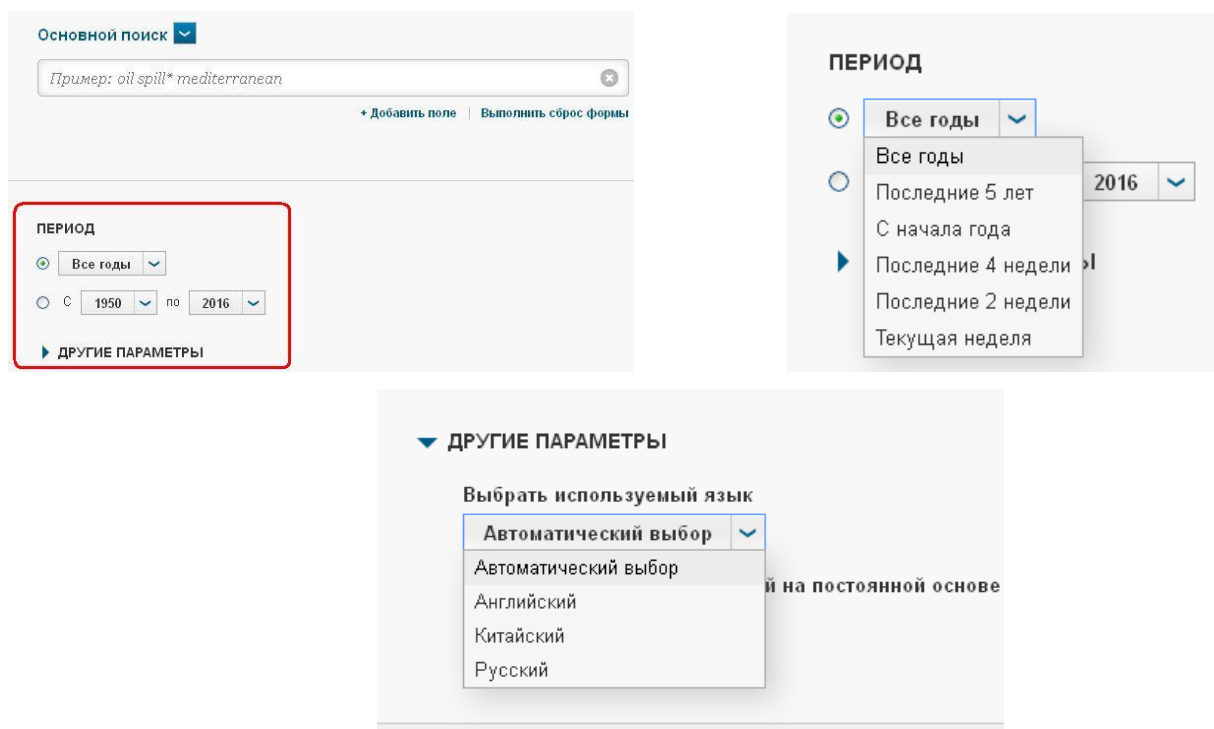 Основной поиск
Пример: oil spill* mediterranean
+ Добавить поле | Выполнить сброс формы
ПЕРИОД
Все годы
С 1950 по 2016
ДРУГИЕ ПАРАМЕТРЫ
ПЕРИОД
Все годы
Все годы
2016
Последние 5 лет
С начала года
Последние 4 недели
Последние 2 недели
Текущая неделя
ДРУГИЕ ПАРАМЕТРЫ
Выбрать используемый язык
Автоматический выбор
Автоматический выбор
й на постоянной основе
Английский
Китайский
Русский